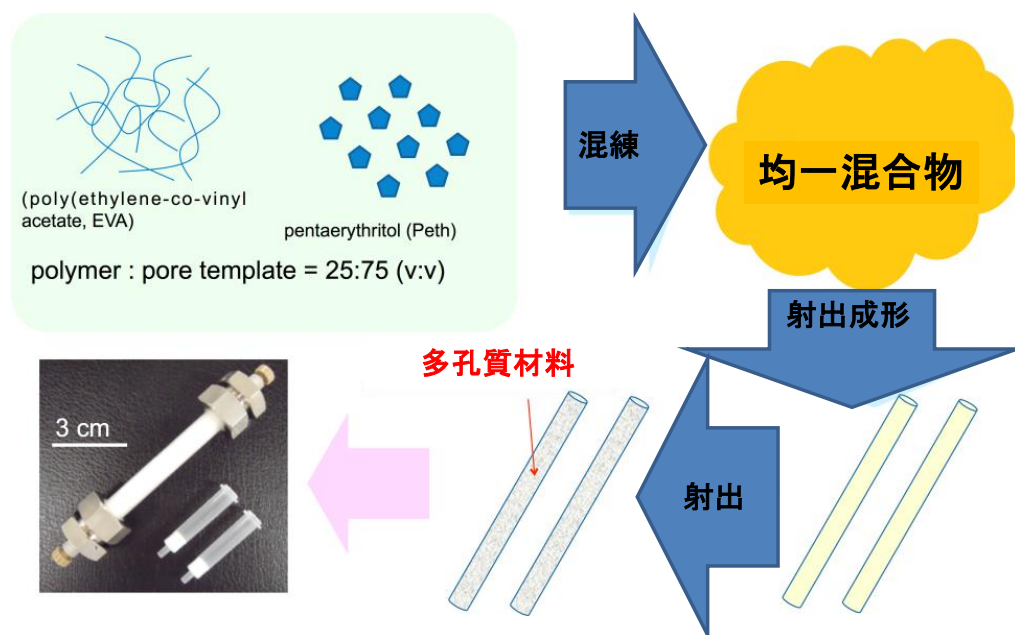 (poly(ethylene-co-vinyl
acetate, EVA)
pentaerythritol (Peth)
polymer : pore template = 25:75 (v:v)
混練
均一混合物
射出成形
射出
多孔質材料
3 cm